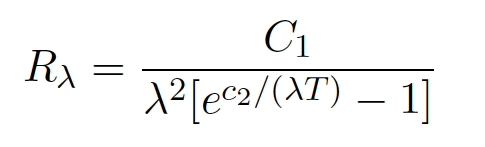 R_λ = C_1 / λ^2[e^{c_2/(λT)} − 1]